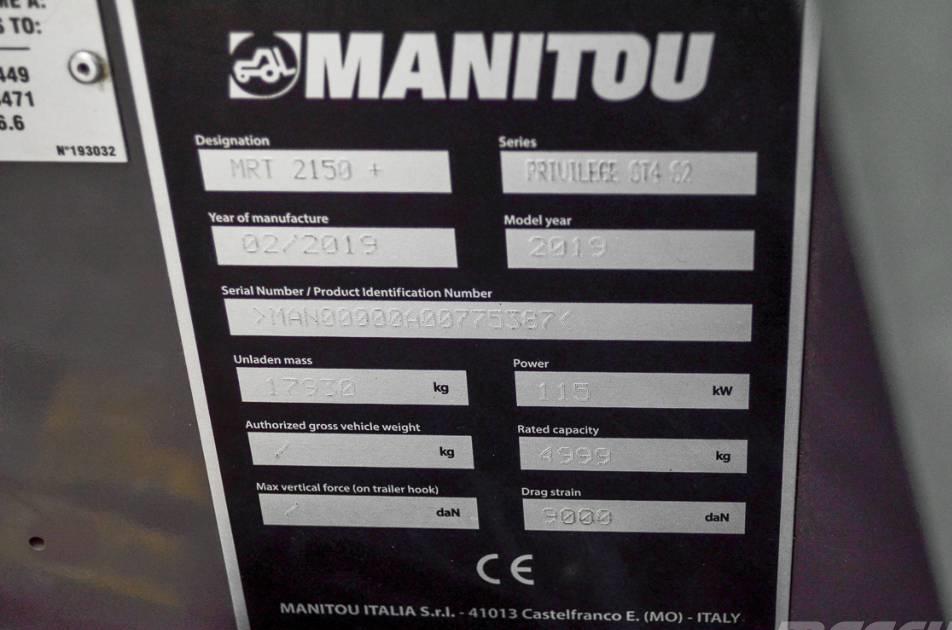 S TO:
449
471
6.6
N°193032
MANITOU
Designation Series
MRT 2150 + PRIVILEGE ST4 S2
Year of manufacture Model year
02/2019 2019
Serial Number / Product Identification Number
>MAN00000A00775387<
Unladen mass Power
17930 kg 115 kW
Authorized gross vehicle weight Rated capacity
/ kg 4999 kg
Max vertical force (on trailer hook) Drag strain
/ daN 9000 daN
CE
MANITOU ITALIA S.r.l. - 41013 Castelfranco E. (MO) - ITALY